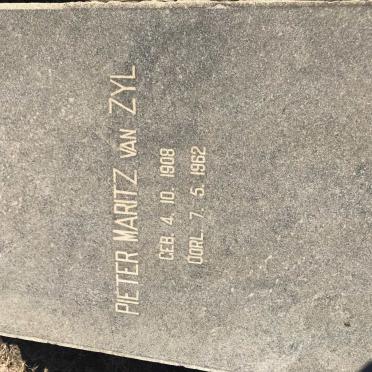 PIETER MARITZ VAN ZYL
GEB. 4. 10. 1908
OORL. 7. 5. 1962